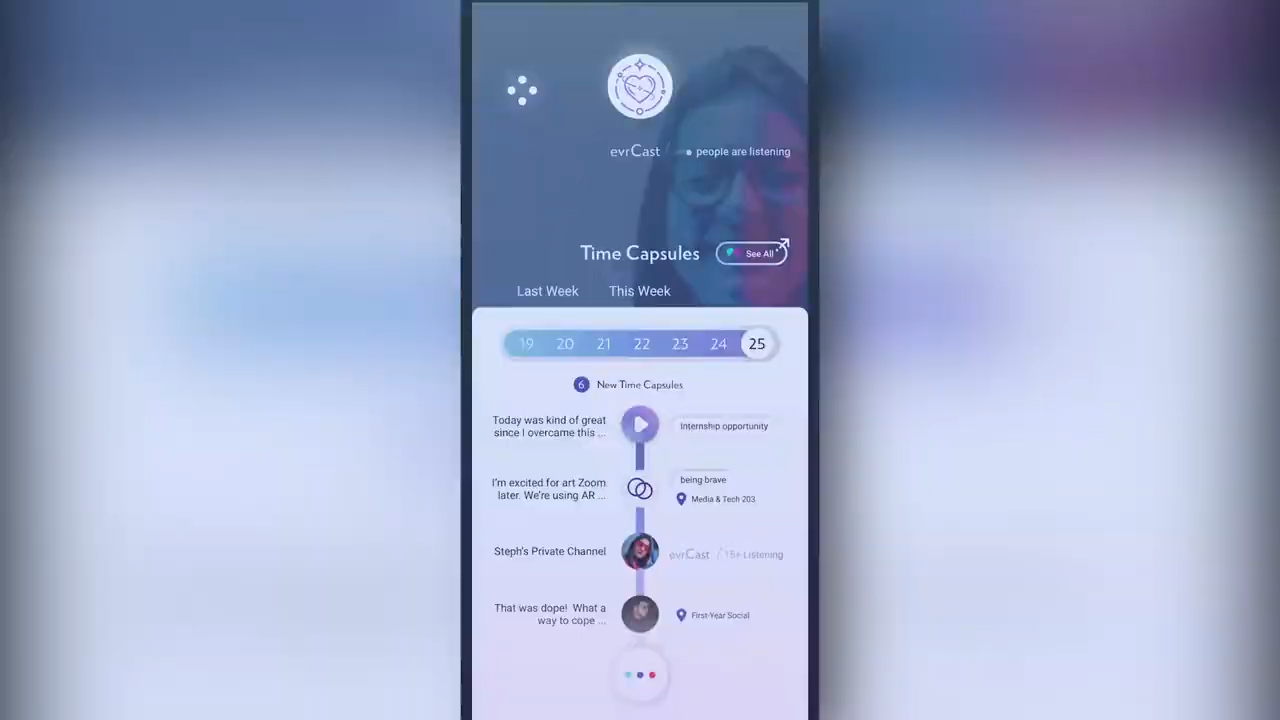 evrCast
people are listening
Time Capsules
See All
Last Week This Week
19 20 21 22 23 24 25
6 New Time Capsules
Today was kind of great
since I overcame this ...
Internship opportunity
I'm excited for art Zoom
later. We're using AR ...
being brave
Media & Tech 203
Steph's Private Channel
evrCast / 15+ Listening
That was dope! What a
way to cope ...
First-Year Social